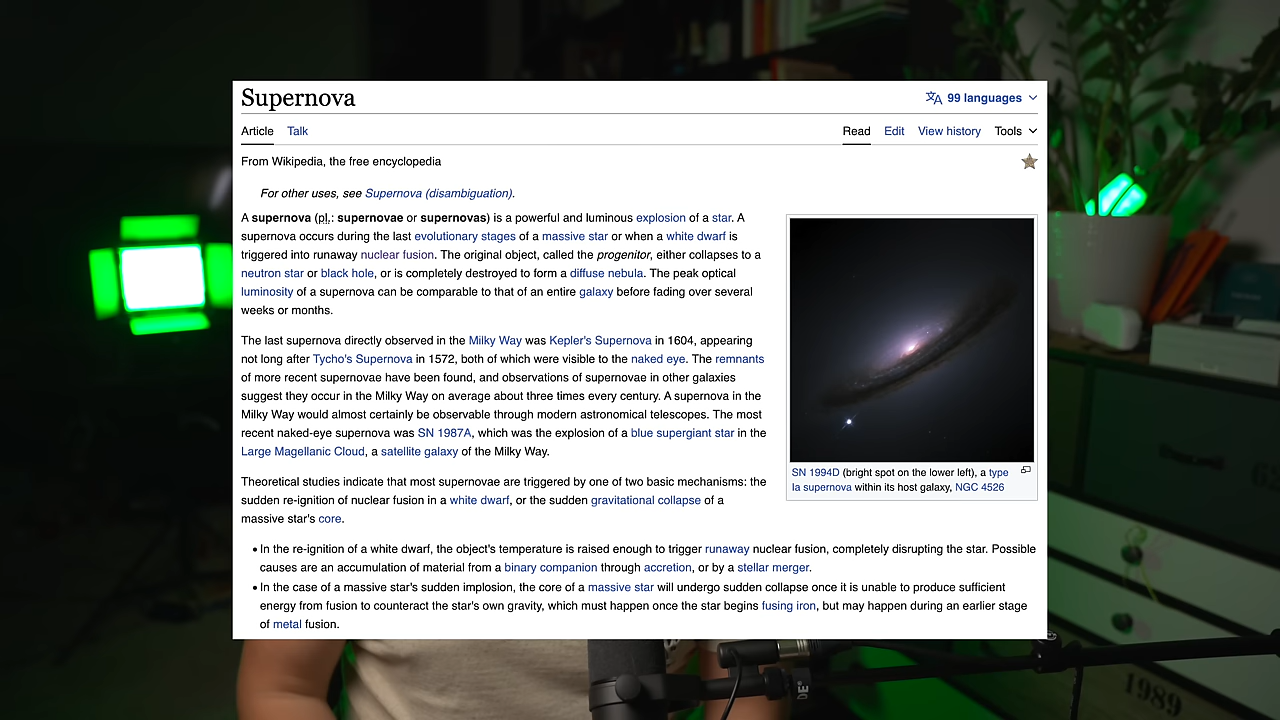 Supernova
99 languages
Article Talk
Read Edit View history Tools
From Wikipedia, the free encyclopedia
For other uses, see Supernova (disambiguation).
A supernova (pl.: supernovae or supernovas) is a powerful and luminous explosion of a star. A
supernova occurs during the last evolutionary stages of a massive star or when a white dwarf is
triggered into runaway nuclear fusion. The original object, called the progenitor, either collapses to a
neutron star or black hole, or is completely destroyed to form a diffuse nebula. The peak optical
luminosity of a supernova can be comparable to that of an entire galaxy before fading over several
weeks or months.
The last supernova directly observed in the Milky Way was Kepler's Supernova in 1604, appearing
not long after Tycho's Supernova in 1572, both of which were visible to the naked eye. The remnants
of more recent supernovae have been found, and observations of supernovae in other galaxies
suggest they occur in the Milky Way on average about three times every century. A supernova in the
Milky Way would almost certainly be observable through modern astronomical telescopes. The most
recent naked-eye supernova was SN 1987A, which was the explosion of a blue supergiant star in the
Large Magellanic Cloud, a satellite galaxy of the Milky Way.
SN 1994D (bright spot on the lower left), a type
Ia supernova within its host galaxy, NGC 4526
Theoretical studies indicate that most supernovae are triggered by one of two basic mechanisms: the
sudden re-ignition of nuclear fusion in a white dwarf, or the sudden gravitational collapse of a
massive star's core.
• In the re-ignition of a white dwarf, the object's temperature is raised enough to trigger runaway nuclear fusion, completely disrupting the star. Possible
causes are an accumulation of material from a binary companion through accretion, or by a stellar merger.
• In the case of a massive star's sudden implosion, the core of a massive star will undergo sudden collapse once it is unable to produce sufficient
energy from fusion to counteract the star's own gravity, which must happen once the star begins fusing iron, but may happen during an earlier stage
of metal fusion.
1989